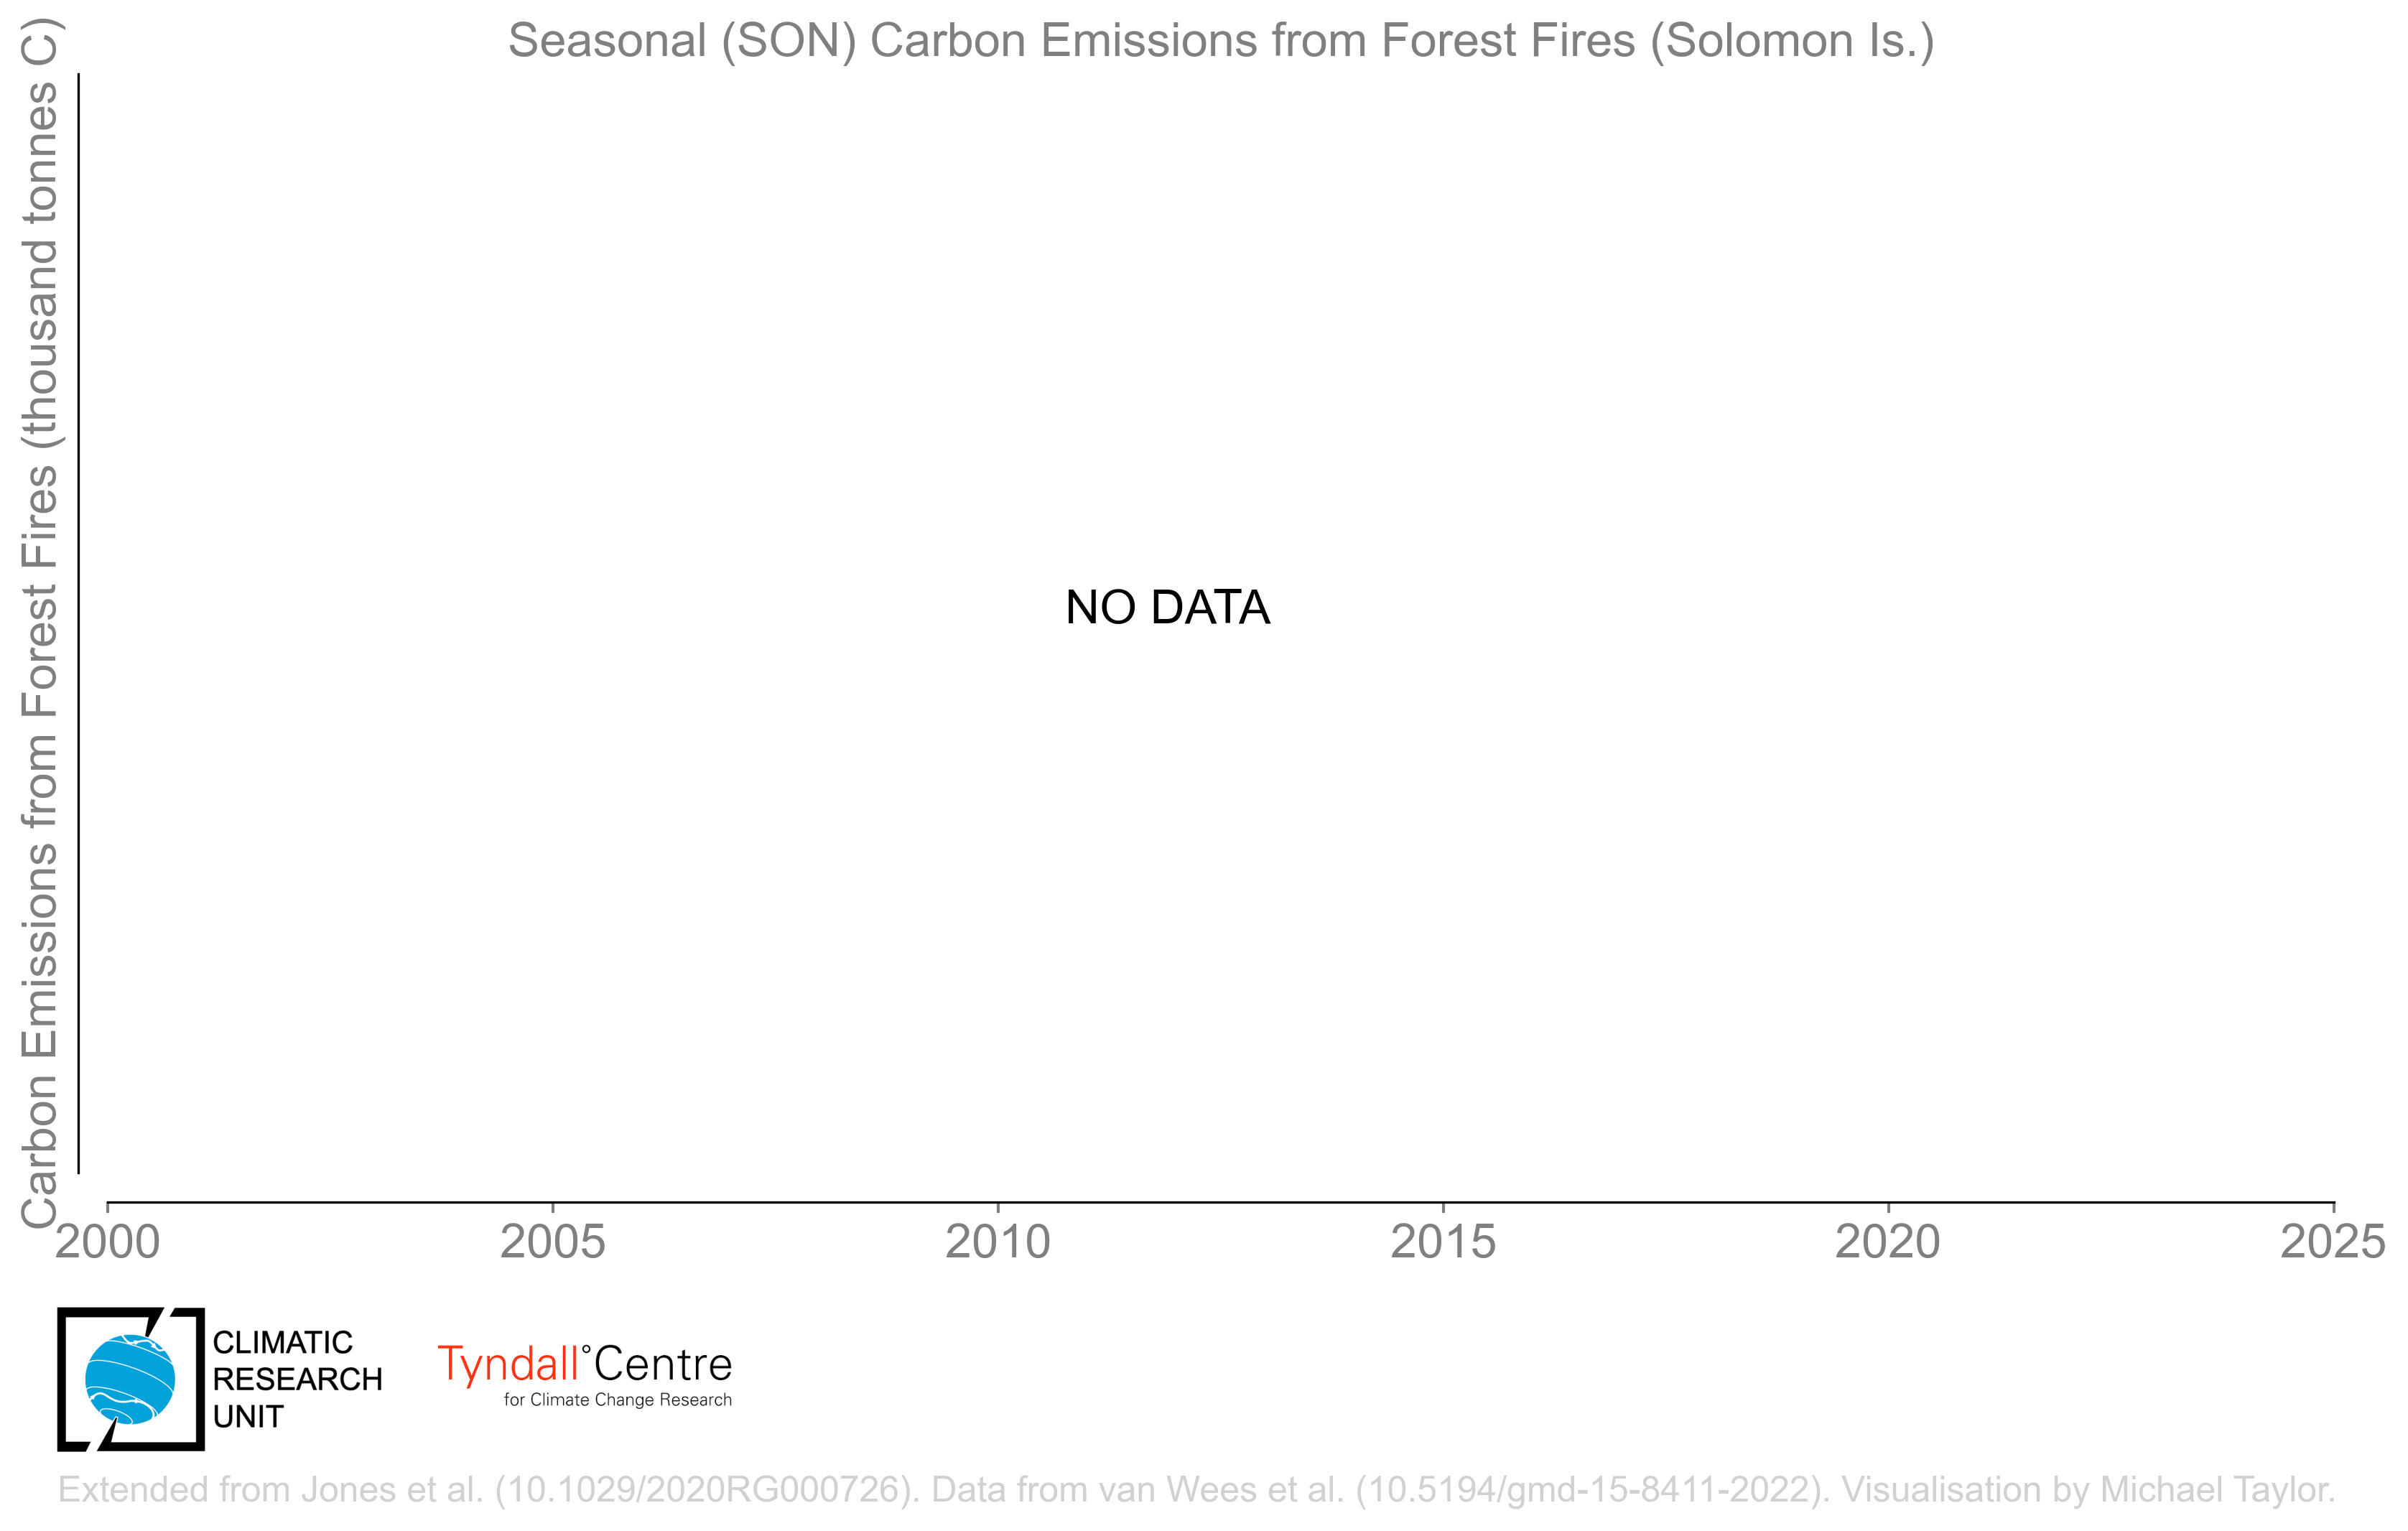 Seasonal (SON) Carbon Emissions from Forest Fires (Solomon Is.)
Carbon Emissions from Forest Fires (thousand tonnes C)
NO DATA
2000 2005 2010 2015 2020 2025
CLIMATIC
RESEARCH
UNIT
Tyndall°Centre
for Climate Change Research
Extended from Jones et al. (10.1029/2020RG000726). Data from van Wees et al. (10.5194/gmd-15-8411-2022). Visualisation by Michael Taylor.